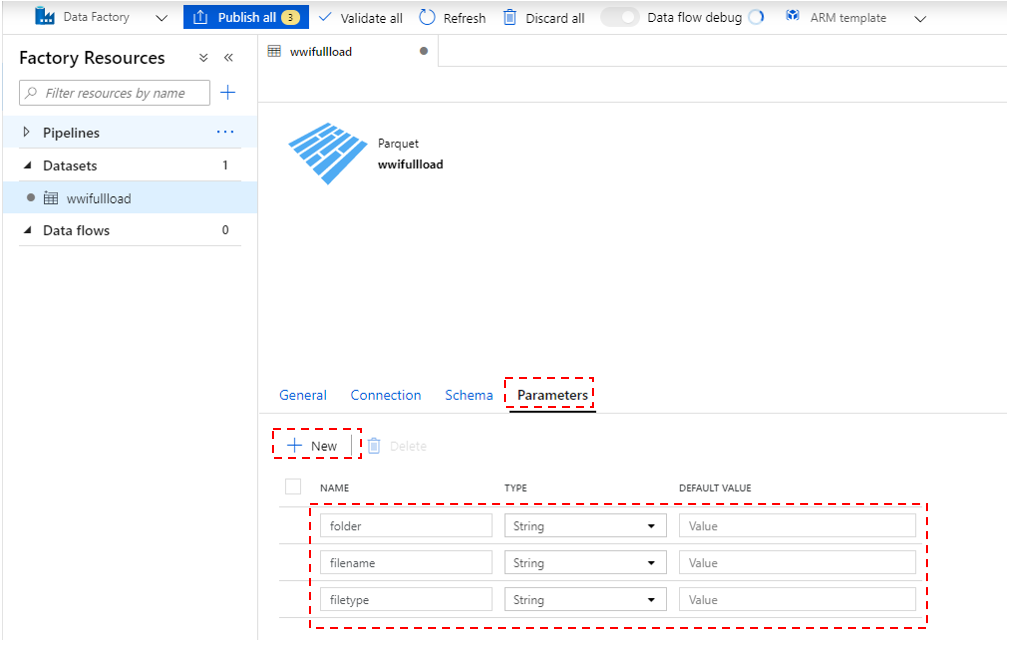 Data Factory Publish all 3 Validate all Refresh Discard all Data flow debug ARM template
Factory Resources
Filter resources by name
Pipelines
Datasets 1
wwifullload
Data flows 0
wwifullload
Parquet
wwifullload
General Connection Schema Parameters
New Delete
NAME TYPE DEFAULT VALUE
folder String Value
filename String Value
filetype String Value